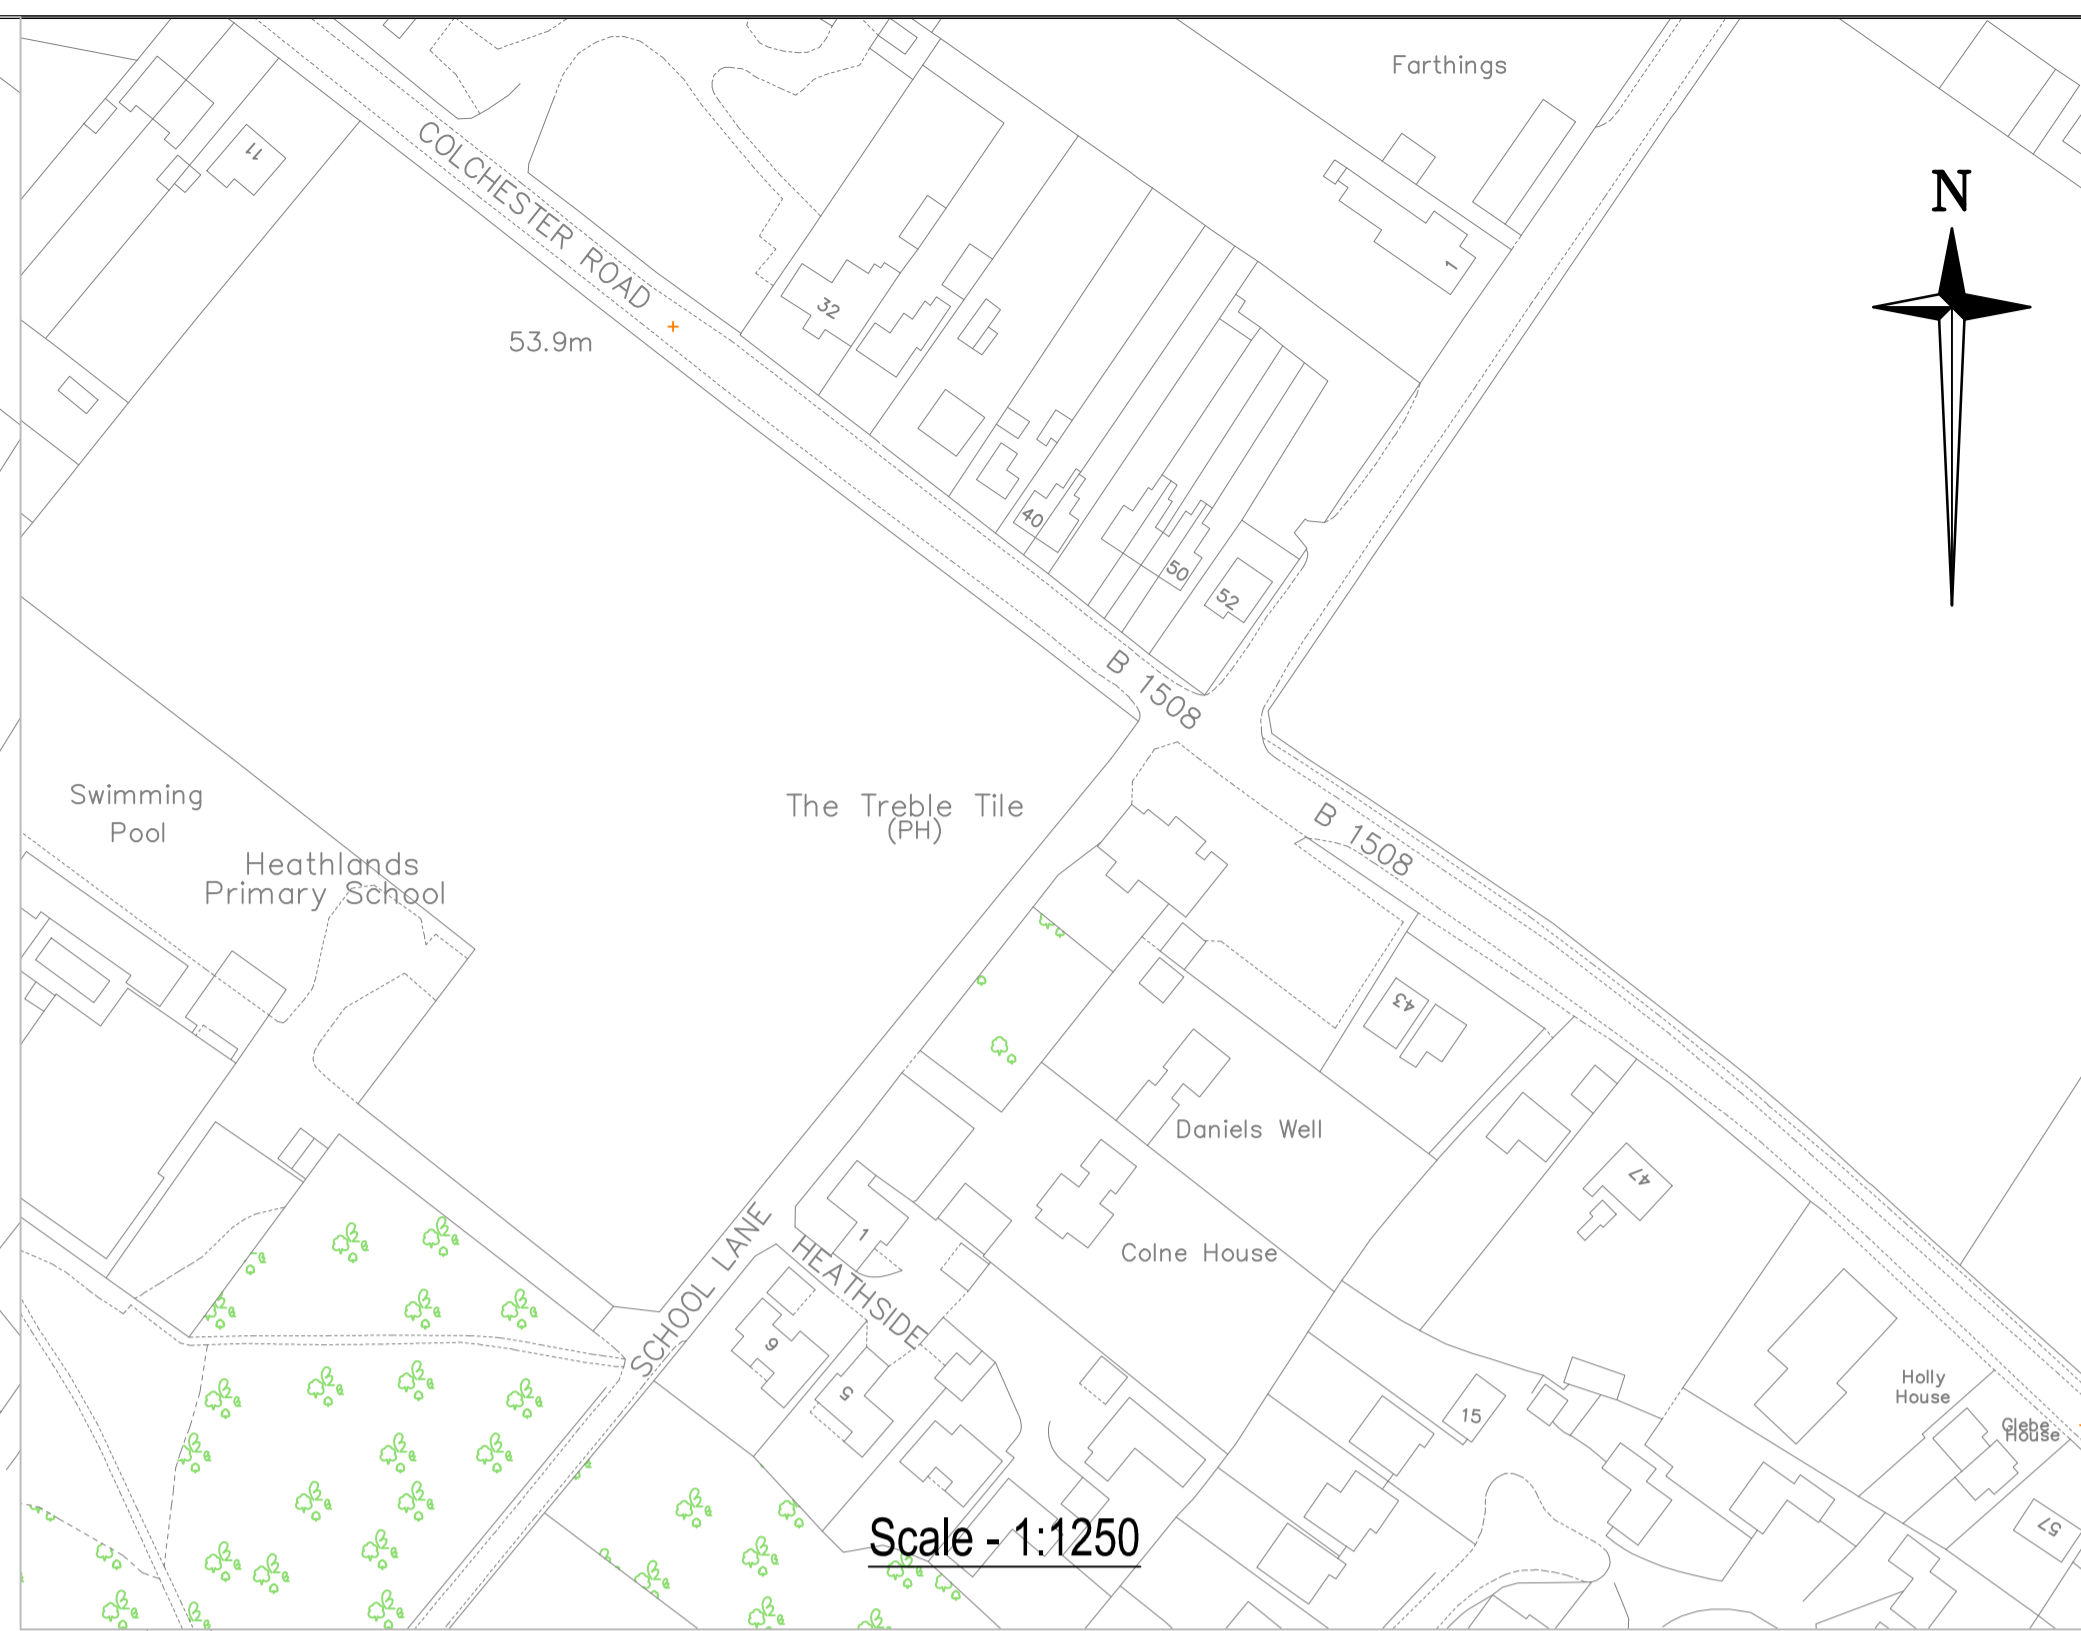 Farthings
N
11
COLCHESTER ROAD
1
32
53.9m
40
50
52
B 1508
Swimming
Pool
The Treble Tile
(PH)
B 1508
Heathlands
Primary School
43
Daniels Well
47
SCHOOL LANE
1
HEATHSIDE
Colne House
6
5
15
Holly
House
Glebe
House
57
Scale - 1:1250